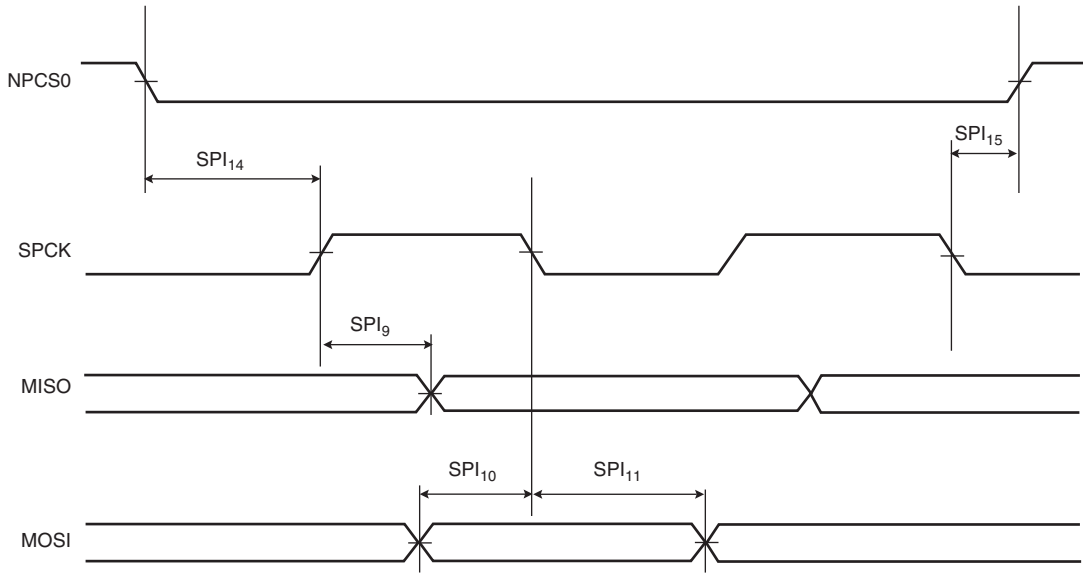 NPCS0
SPI₁₅
SPI₁₄
SPCK
SPI₉
MISO
SPI₁₀
SPI₁₁
MOSI